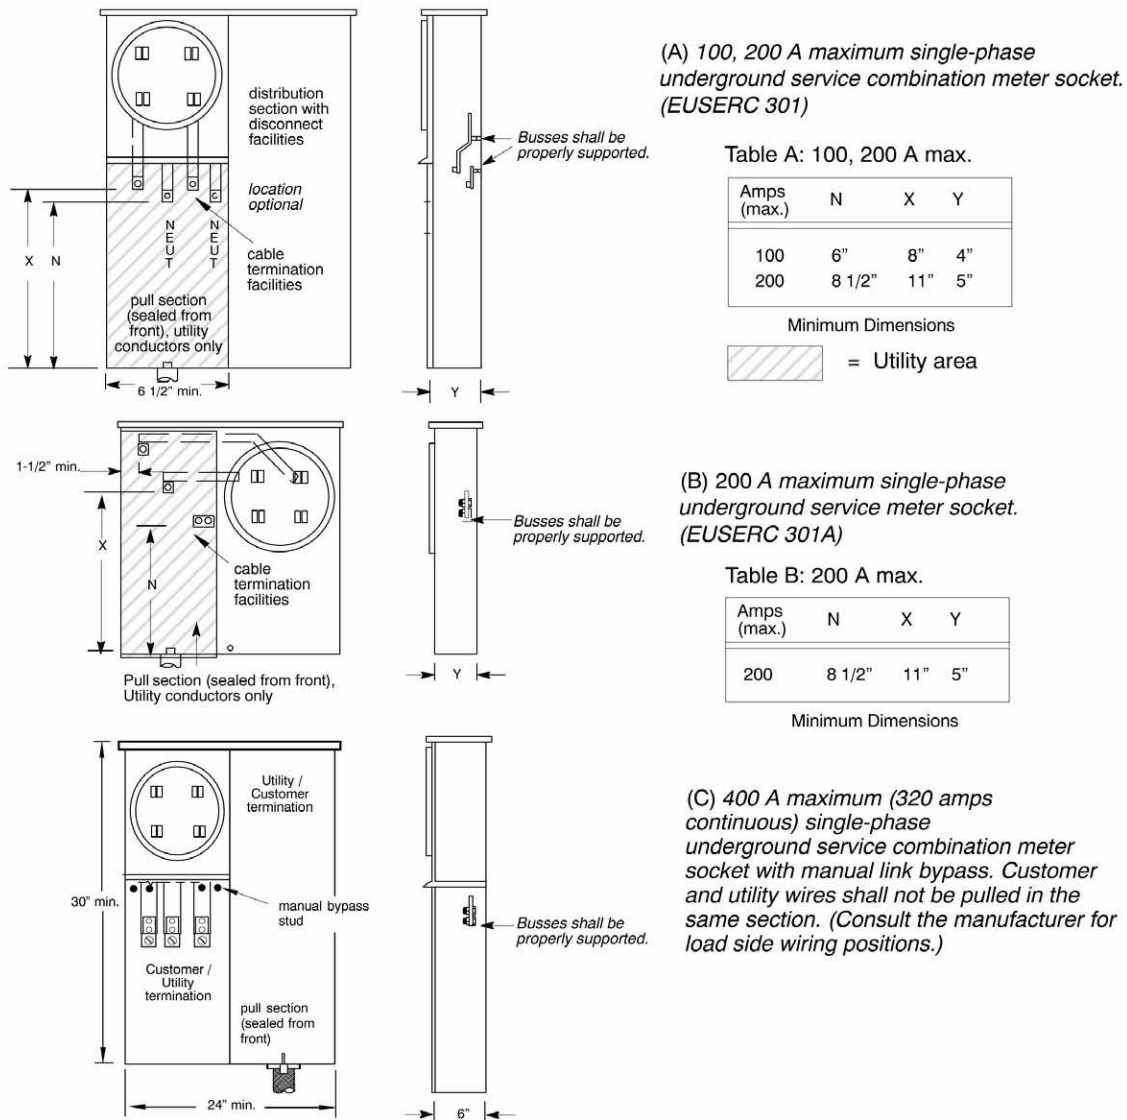 distribution
section with
disconnect
facilities
location
optional
NEUT
NEUT
cable
termination
facilities
X
N
pull section
(sealed from
front), utility
conductors only
6 1/2" min.
Busses shall be
properly supported.
Y
(A) 100, 200 A maximum single-phase
underground service combination meter socket.
(EUSERC 301)
Table A: 100, 200 A max.
Amps (max.) N X Y
100 6" 8" 4"
200 8 1/2" 11" 5"
Minimum Dimensions
= Utility area
1-1/2" min.
X
N
cable
termination
facilities
Pull section (sealed from front),
Utility conductors only
Busses shall be
properly supported.
Y
(B) 200 A maximum single-phase
underground service meter socket.
(EUSERC 301A)
Table B: 200 A max.
Amps (max.) N X Y
200 8 1/2" 11" 5"
Minimum Dimensions
Utility /
Customer
termination
30" min.
manual bypass
stud
Customer /
Utility
termination
pull section
(sealed from
front)
24" min.
Busses shall be
properly supported.
6"
(C) 400 A maximum (320 amps
continuous) single-phase
underground service combination meter
socket with manual link bypass. Customer
and utility wires shall not be pulled in the
same section. (Consult the manufacturer for
load side wiring positions.)